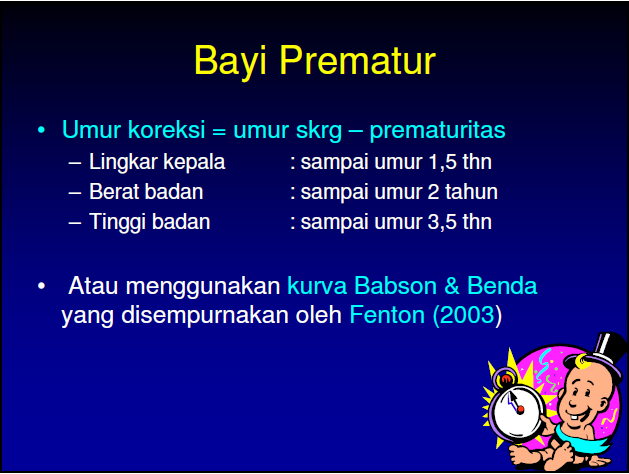 Bayi Prematur
• Umur koreksi = umur skrg – prematuritas
– Lingkar kepala : sampai umur 1,5 thn
– Berat badan : sampai umur 2 tahun
– Tinggi badan : sampai umur 3,5 thn
• Atau menggunakan kurva Babson & Benda
yang disempurnakan oleh Fenton (2003)